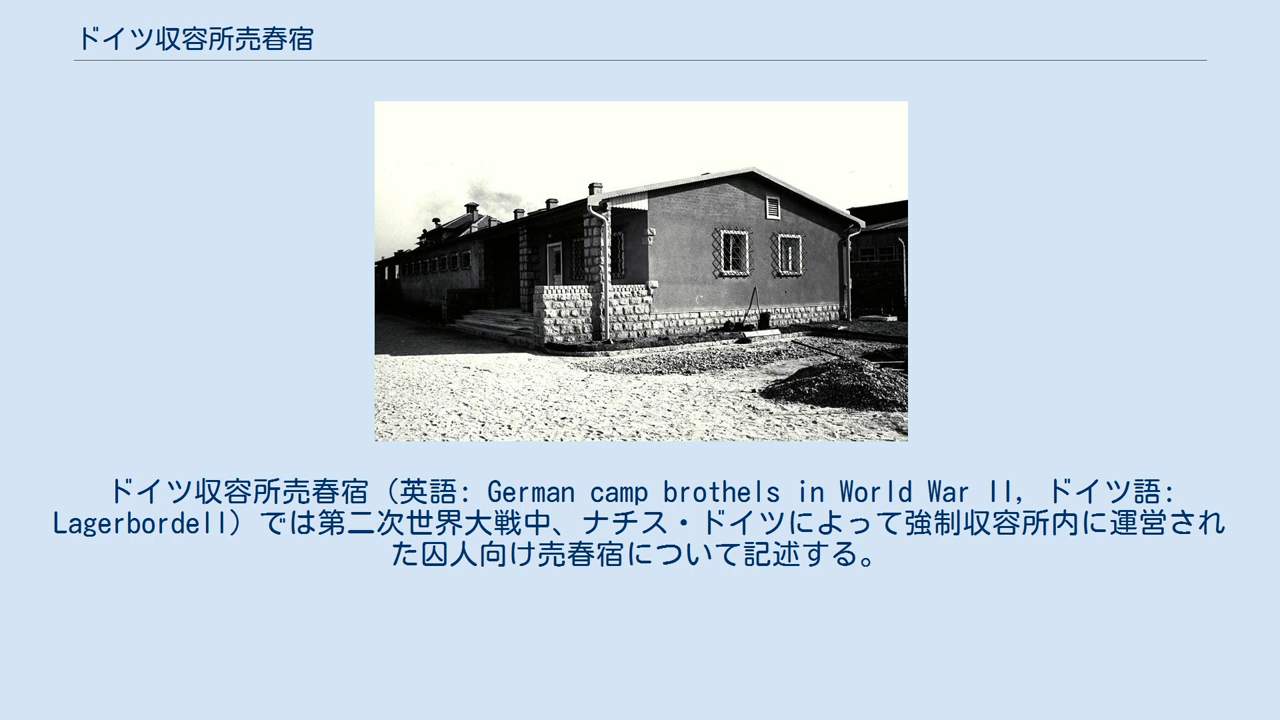 ドイツ収容所売春宿
ドイツ収容所売春宿（英語: German camp brothels in World War II, ドイツ語:
Lagerbordell）では第二次世界大戦中、ナチス・ドイツによって強制収容所内に運営され
た囚人向け売春宿について記述する。